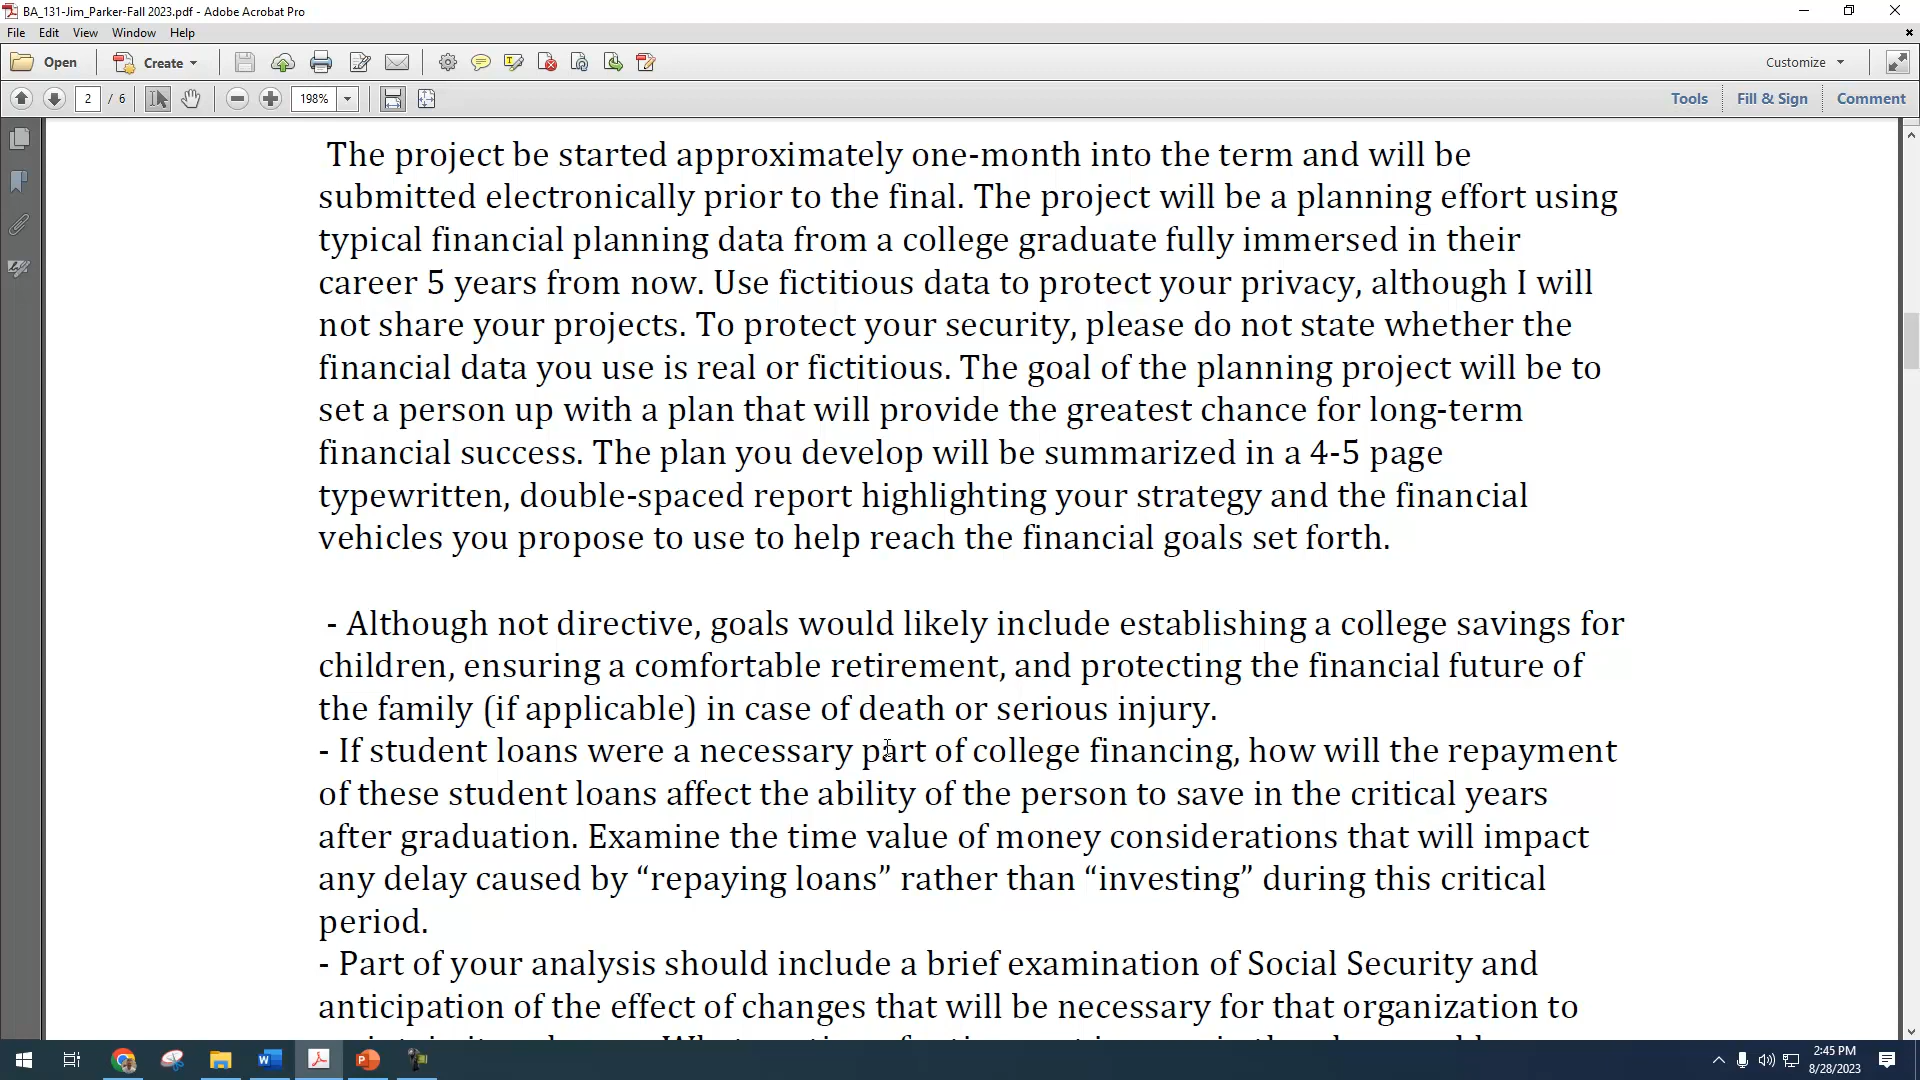 BA_131-Jim_Parker-Fall 2023.pdf - Adobe Acrobat Pro
File Edit View Window Help
Open Create Customize
2 / 6 198% Tools Fill & Sign Comment
The project be started approximately one-month into the term and will be
submitted electronically prior to the final. The project will be a planning effort using
typical financial planning data from a college graduate fully immersed in their
career 5 years from now. Use fictitious data to protect your privacy, although I will
not share your projects. To protect your security, please do not state whether the
financial data you use is real or fictitious. The goal of the planning project will be to
set a person up with a plan that will provide the greatest chance for long-term
financial success. The plan you develop will be summarized in a 4-5 page
typewritten, double-spaced report highlighting your strategy and the financial
vehicles you propose to use to help reach the financial goals set forth.
- Although not directive, goals would likely include establishing a college savings for
children, ensuring a comfortable retirement, and protecting the financial future of
the family (if applicable) in case of death or serious injury.
- If student loans were a necessary part of college financing, how will the repayment
of these student loans affect the ability of the person to save in the critical years
after graduation. Examine the time value of money considerations that will impact
any delay caused by “repaying loans” rather than “investing” during this critical
period.
- Part of your analysis should include a brief examination of Social Security and
anticipation of the effect of changes that will be necessary for that organization to
2:45 PM
8/28/2023